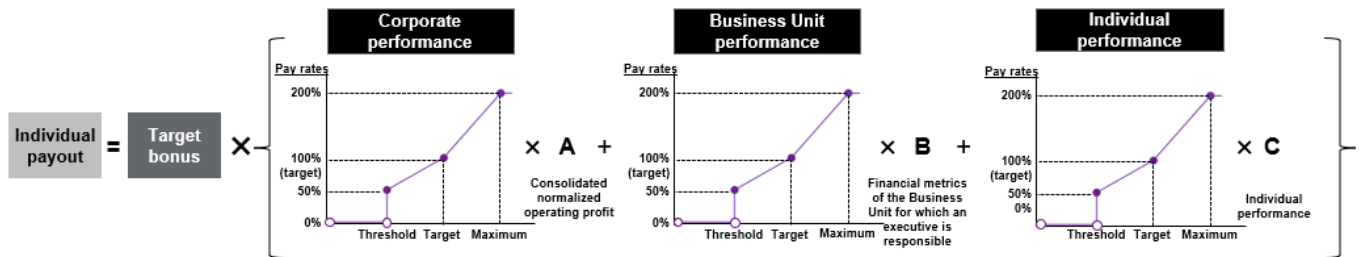 Individual
payout
=
Target
bonus
×
Corporate
performance
Pay rates
200%
100%
(target)
50%
0%
Threshold Target Maximum
× A +
Consolidated
normalized
operating profit
Business Unit
performance
Pay rates
200%
100%
(target)
50%
0%
Threshold Target Maximum
× B +
Financial metrics
of the Business
Unit for which an
executive is
responsible
Individual
performance
Pay rates
200%
100%
(target)
50%
0%
Threshold Target Maximum
× C
Individual
performance